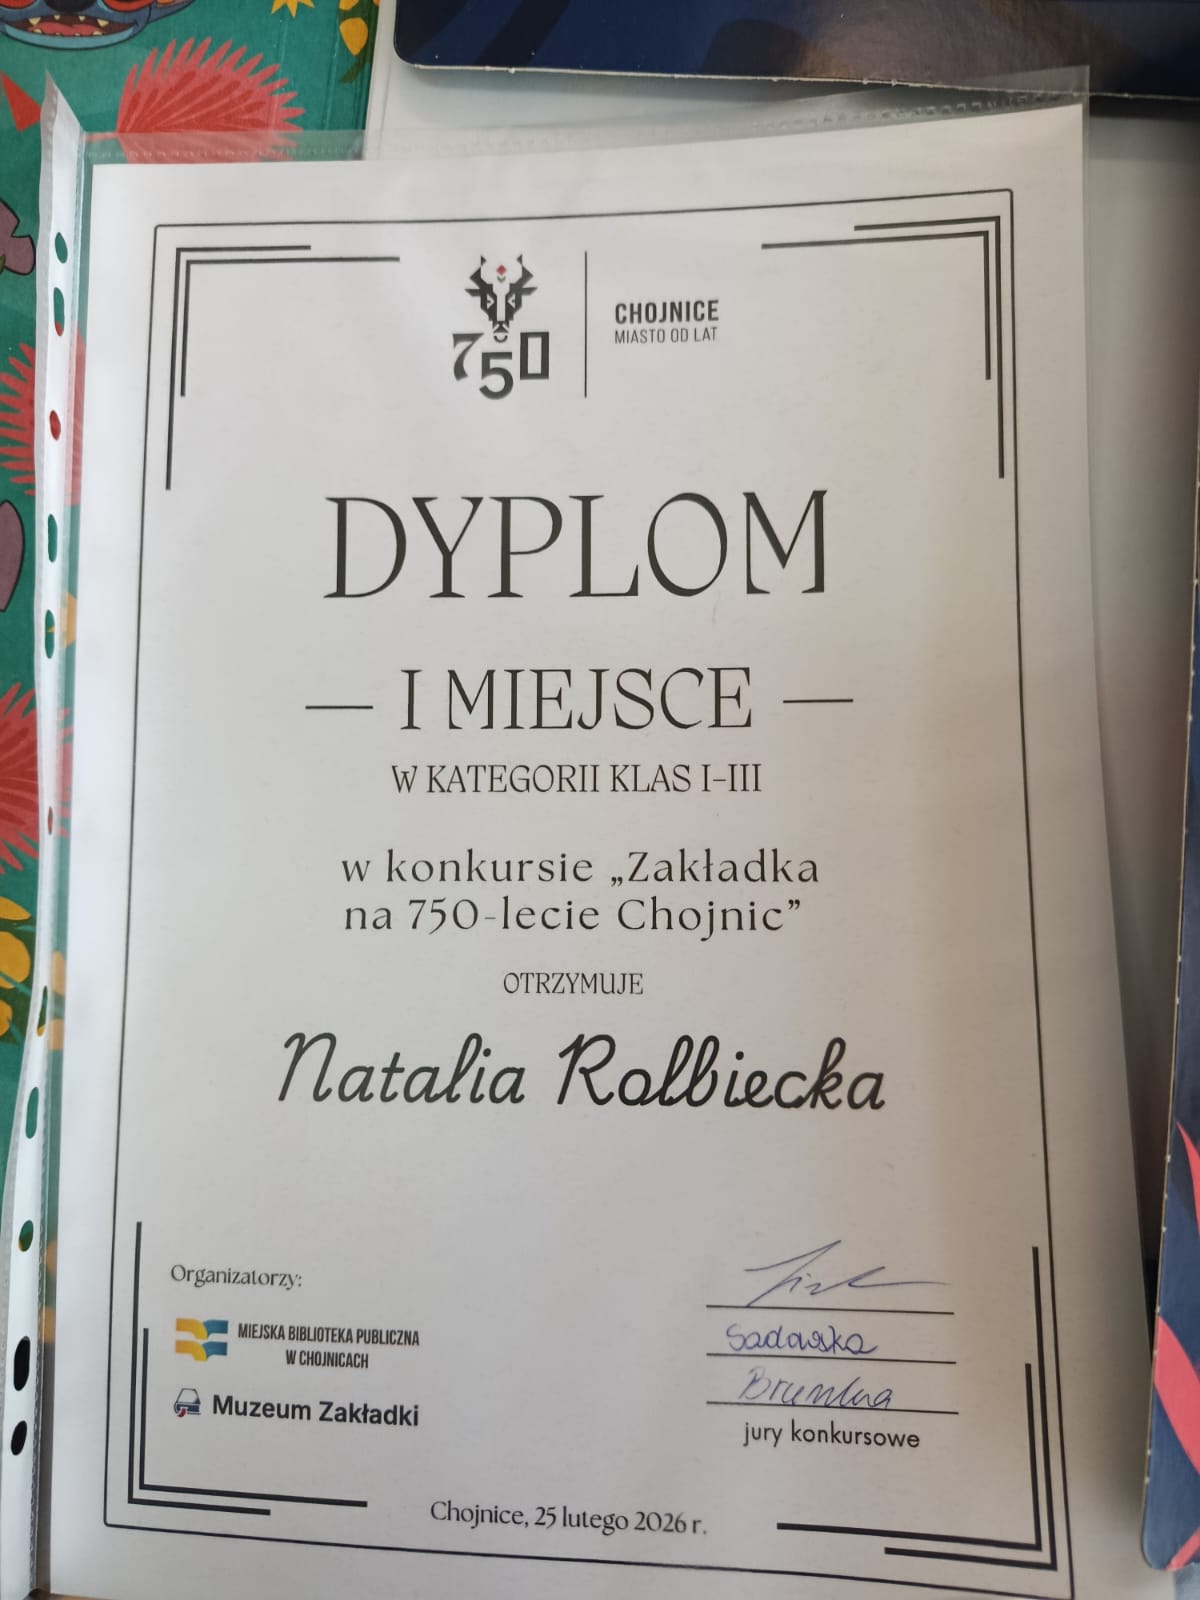 750
CHOJNICE
MIASTO OD LAT
DYPLOM
— I MIEJSCE —
W KATEGORII KLAS I-III
w konkursie „Zakładka
na 750-lecie Chojnic”
OTRZYMUJE
Natalia Rolbiecka
Organizatorzy:
MIEJSKA BIBLIOTEKA PUBLICZNA
W CHOJNICACH
Muzeum Zakładki
Sadowska
jury konkursowe
Chojnice, 25 lutego 2026 r.